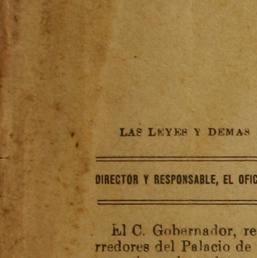 LAS LEYES Y DEMAS
DIRECTOR Y RESPONSABLE, EL OFIC
El C. Gobernador, re
rredores del Palacio de